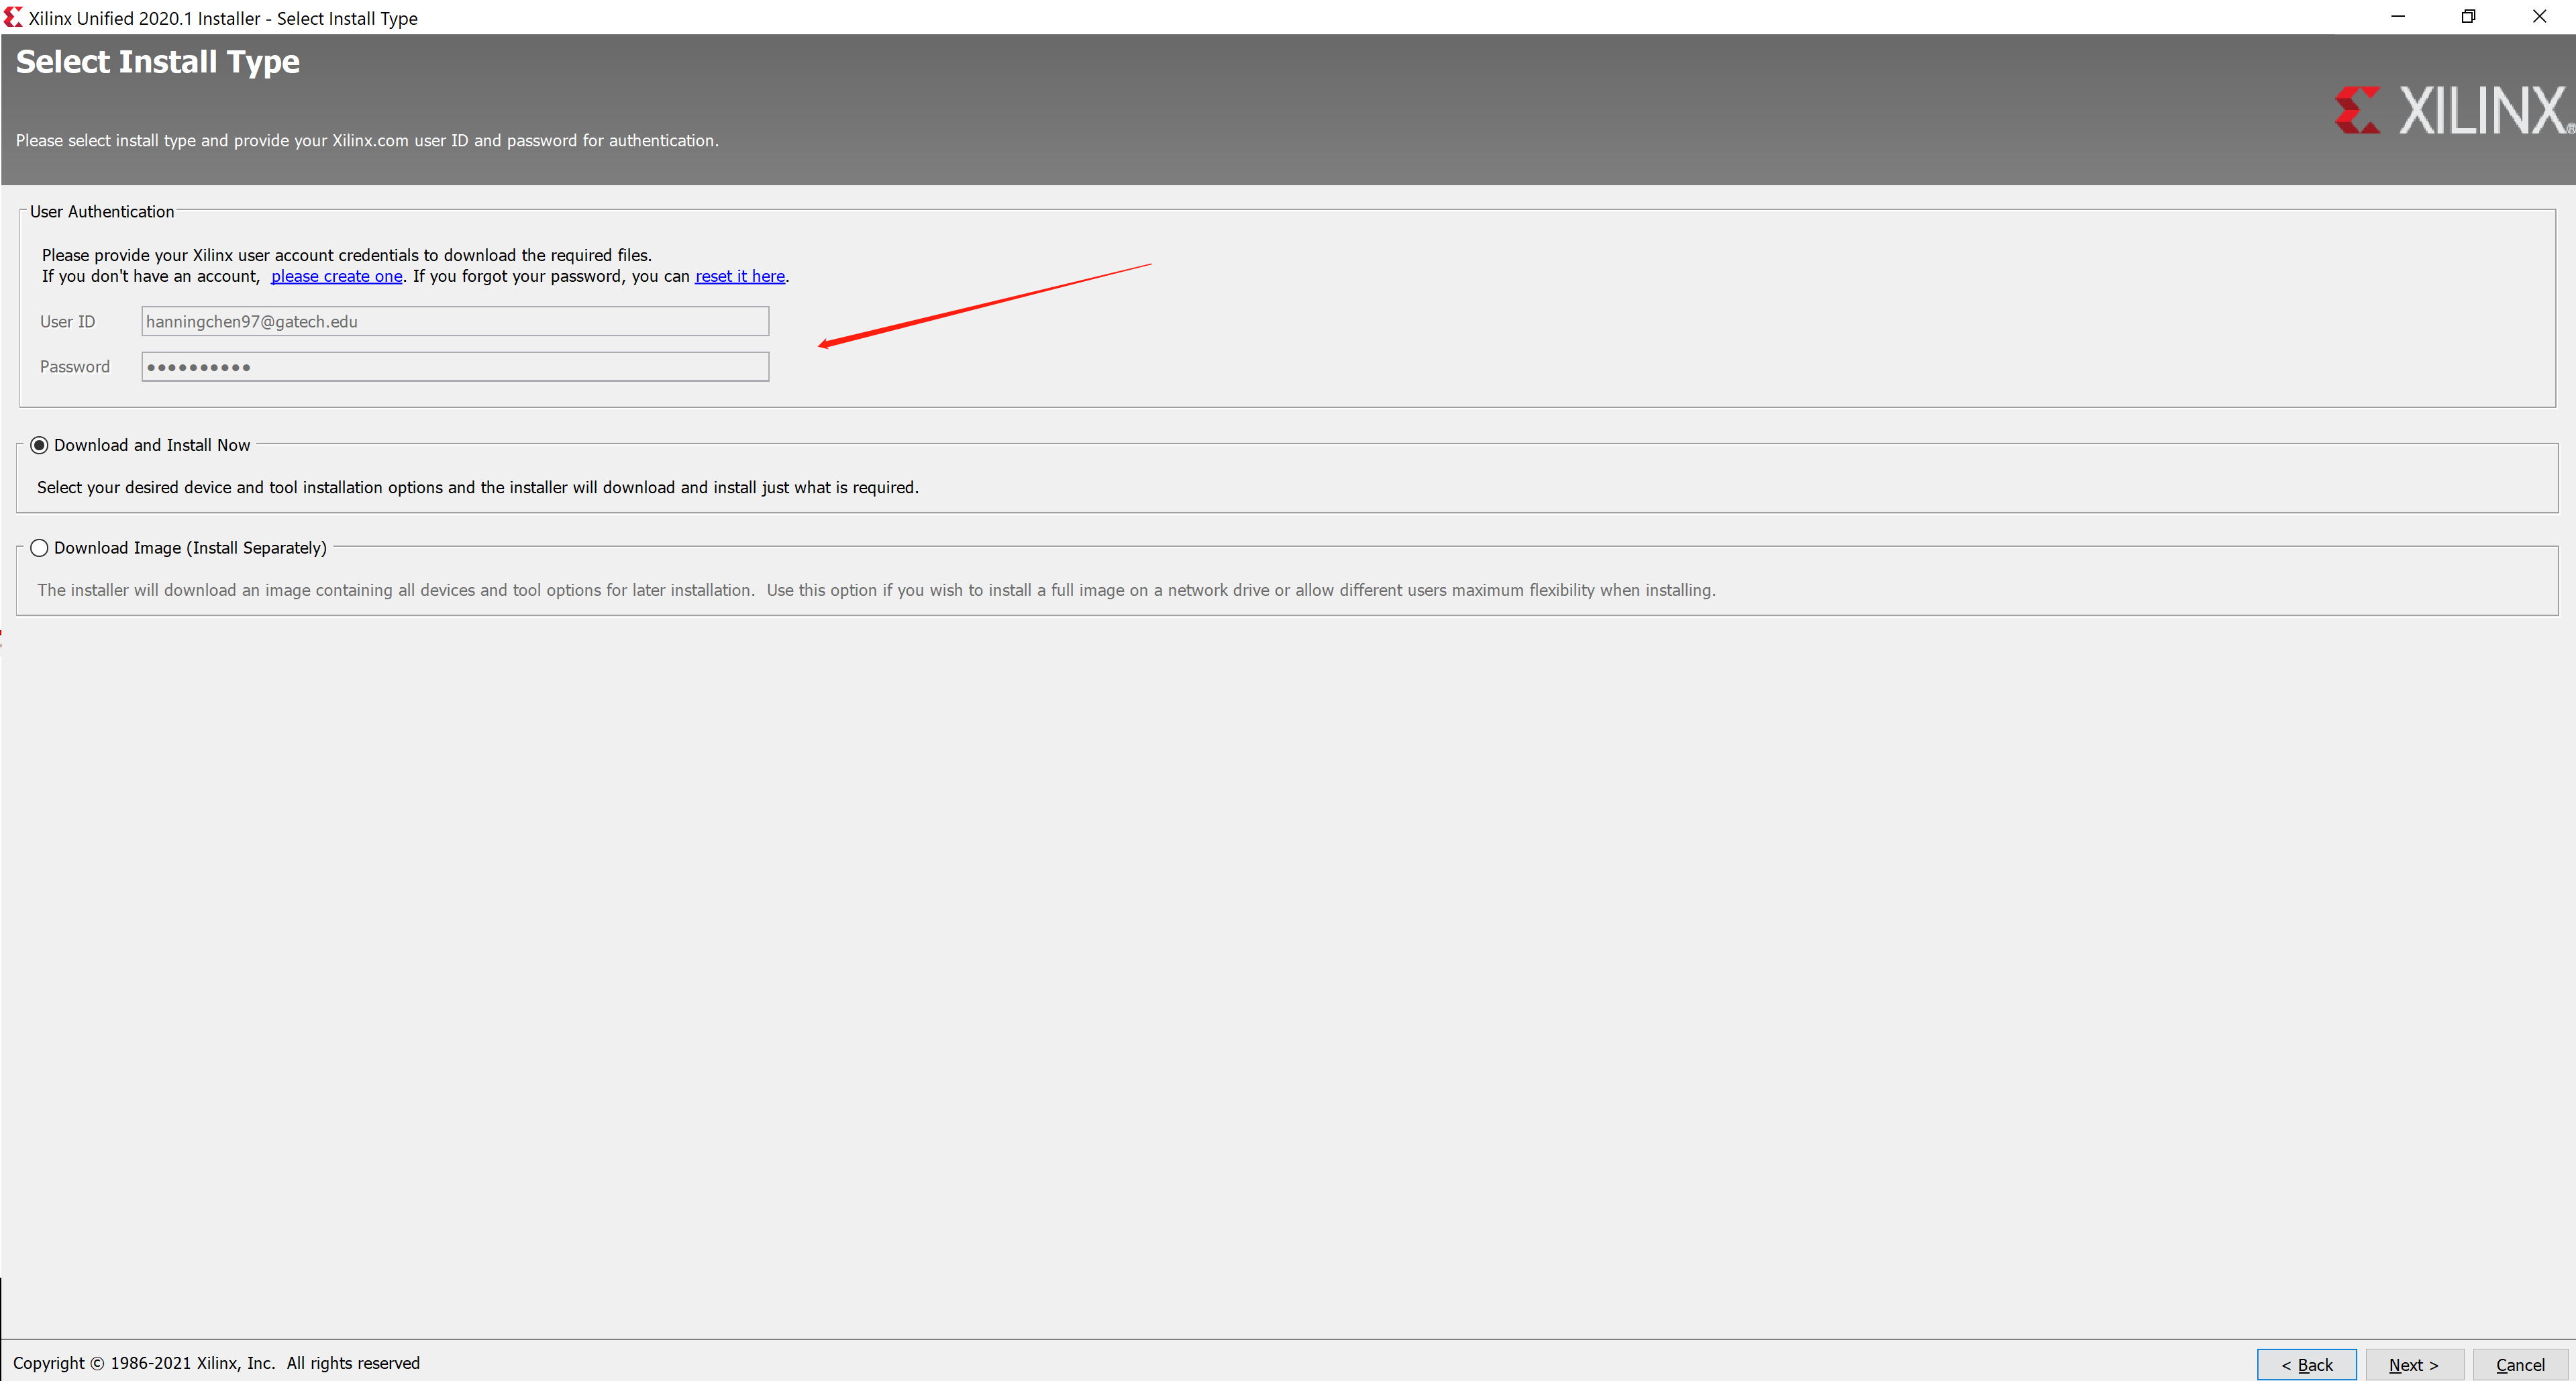 Xilinx Unified 2020.1 Installer - Select Install Type
Select Install Type
XILINX®
Please select install type and provide your Xilinx.com user ID and password for authentication.
User Authentication
Please provide your Xilinx user account credentials to download the required files.
If you don't have an account, please create one. If you forgot your password, you can reset it here.
User ID hanningchen97@gatech.edu
Password ●●●●●●●●●●
Download and Install Now
Select your desired device and tool installation options and the installer will download and install just what is required.
Download Image (Install Separately)
The installer will download an image containing all devices and tool options for later installation. Use this option if you wish to install a full image on a network drive or allow different users maximum flexibility when installing.
Copyright © 1986-2021 Xilinx, Inc. All rights reserved
< Back Next > Cancel